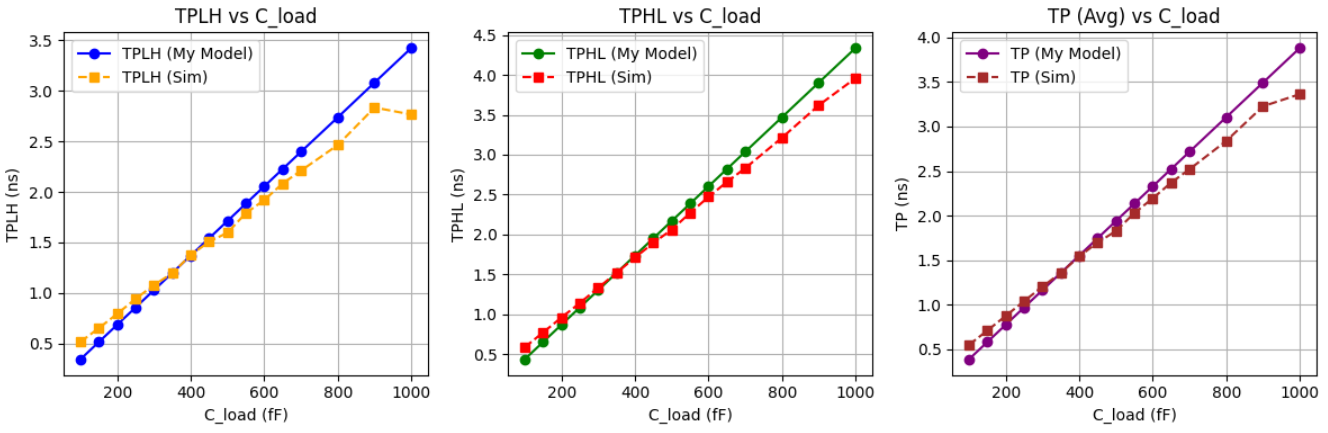 TPLH vs C_load
TPLH (My Model)
TPLH (Sim)
TPLH (ns)
3.5
3.0
2.5
2.0
1.5
1.0
0.5
200
400
600
800
1000
C_load (fF)
TPHL vs C_load
TPHL (My Model)
TPHL (Sim)
TPHL (ns)
4.5
4.0
3.5
3.0
2.5
2.0
1.5
1.0
0.5
200
400
600
800
1000
C_load (fF)
TP (Avg) vs C_load
TP (My Model)
TP (Sim)
TP (ns)
4.0
3.5
3.0
2.5
2.0
1.5
1.0
0.5
200
400
600
800
1000
C_load (fF)